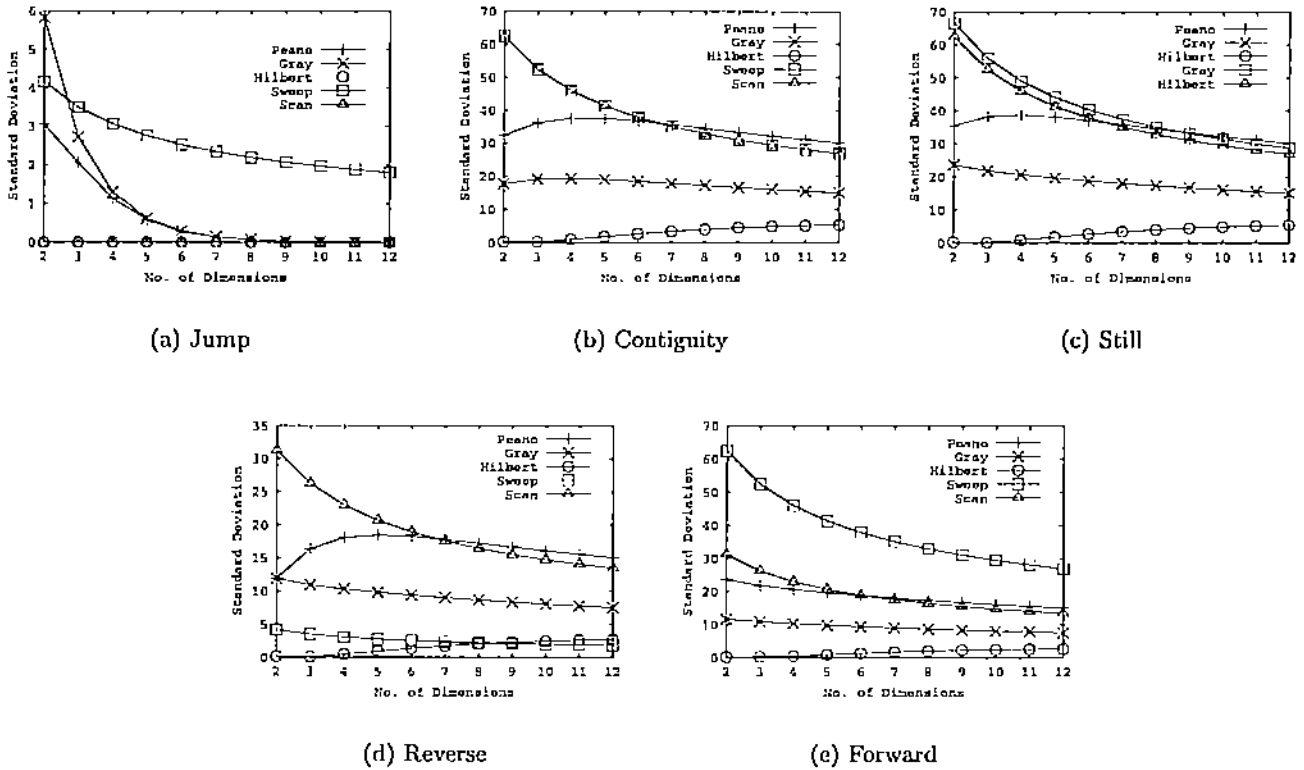 6
5
4
3
2
1
0
Standard Deviation
Peano
Gray
Hilbert
Sweep
Scan
2 3 4 5 6 7 8 9 10 11 12
No. of Dimensions
(a) Jump
70
60
50
40
30
20
10
0
Standard Deviation
Peano
Gray
Hilbert
Sweep
Scan
2 3 4 5 6 7 8 9 10 11 12
No. of Dimensions
(b) Contiguity
70
60
50
40
30
20
10
0
Standard Deviation
Peano
Gray
Hilbert
Gray
Hilbert
2 3 4 5 6 7 8 9 10 11 12
No. of Dimensions
(c) Still
35
30
25
20
15
10
5
0
Standard Deviation
Peano
Gray
Hilbert
Sweep
Scan
2 3 4 5 6 7 8 9 10 11 12
No. of Dimensions
(d) Reverse
70
60
50
40
30
20
10
0
Standard Deviation
Peano
Gray
Hilbert
Sweep
Scan
2 3 4 5 6 7 8 9 10 11 12
No. of Dimensions
(e) Forward